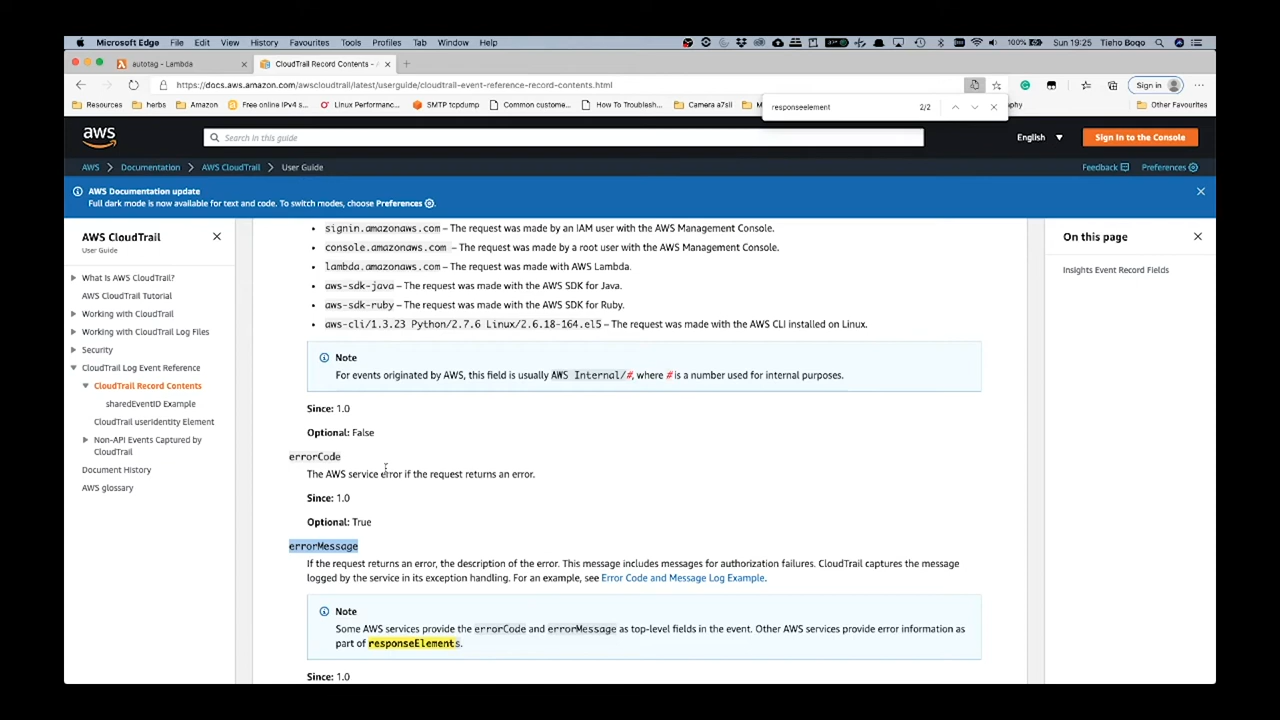 Microsoft Edge File Edit View History Favourites Tools Profiles Tab Window Help 100% Sun 19:25 Tieho Boqo
autotag - Lambda
CloudTrail Record Contents -
https://docs.aws.amazon.com/awscloudtrail/latest/userguide/cloudtrail-event-reference-record-contents.html
Sign in
Resources herbs Amazon Free online IPv4 s... Linux Performanc... SMTP tcpdump Common custome... How To Troublesh... Camera a7sii Other Favourites
responseelement 2/2
aws
Search in this guide
English
Sign In to the Console
AWS Documentation AWS CloudTrail User Guide
Feedback Preferences
AWS Documentation update
Full dark mode is now available for text and code. To switch modes, choose Preferences.
AWS CloudTrail
User Guide
What Is AWS CloudTrail?
AWS CloudTrail Tutorial
Working with CloudTrail
Working with CloudTrail Log Files
Security
CloudTrail Log Event Reference
CloudTrail Record Contents
sharedEventID Example
CloudTrail userIdentity Element
Non-API Events Captured by
CloudTrail
Document History
AWS glossary
• signin.amazonaws.com – The request was made by an IAM user with the AWS Management Console.
• console.amazonaws.com – The request was made by a root user with the AWS Management Console.
• lambda.amazonaws.com – The request was made with AWS Lambda.
• aws-sdk-java – The request was made with the AWS SDK for Java.
• aws-sdk-ruby – The request was made with the AWS SDK for Ruby.
• aws-cli/1.3.23 Python/2.7.6 Linux/2.6.18-164.el5 – The request was made with the AWS CLI installed on Linux.
Note
For events originated by AWS, this field is usually AWS Internal/#, where # is a number used for internal purposes.
Since: 1.0
Optional: False
errorCode
The AWS service error if the request returns an error.
Since: 1.0
Optional: True
errorMessage
If the request returns an error, the description of the error. This message includes messages for authorization failures. CloudTrail captures the message
logged by the service in its exception handling. For an example, see Error Code and Message Log Example.
Note
Some AWS services provide the errorCode and errorMessage as top-level fields in the event. Other AWS services provide error information as
part of responseElements.
Since: 1.0
On this page
Insights Event Record Fields